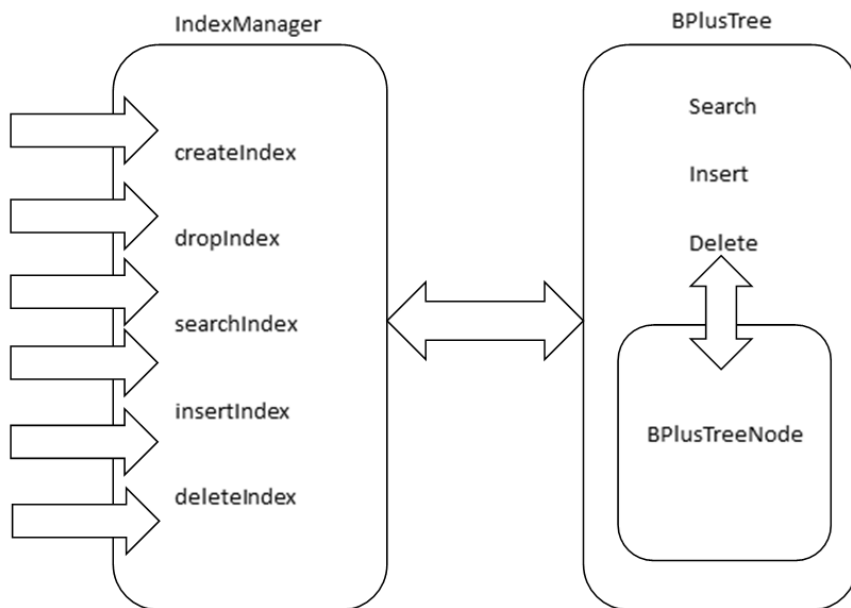 IndexManager
createIndex
dropIndex
searchIndex
insertIndex
deleteIndex
BPlusTree
Search
Insert
Delete
BPlusTreeNode